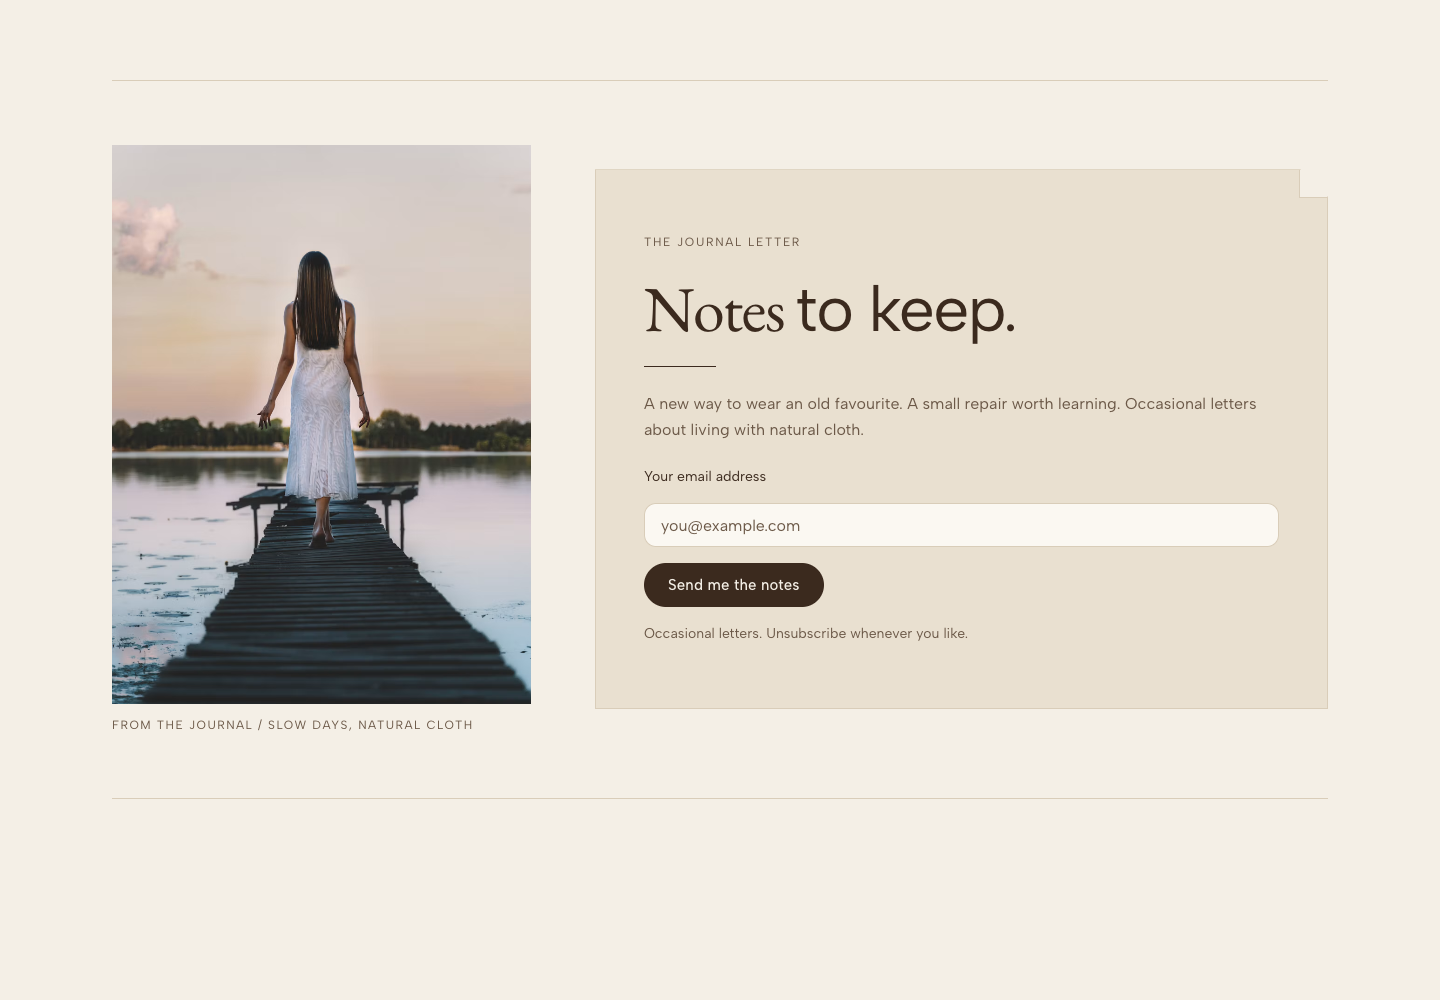 THE JOURNAL LETTER
Notes to keep.
A new way to wear an old favourite. A small repair worth learning. Occasional letters
about living with natural cloth.
Your email address
you@example.com
Send me the notes
Occasional letters. Unsubscribe whenever you like.
FROM THE JOURNAL / SLOW DAYS, NATURAL CLOTH